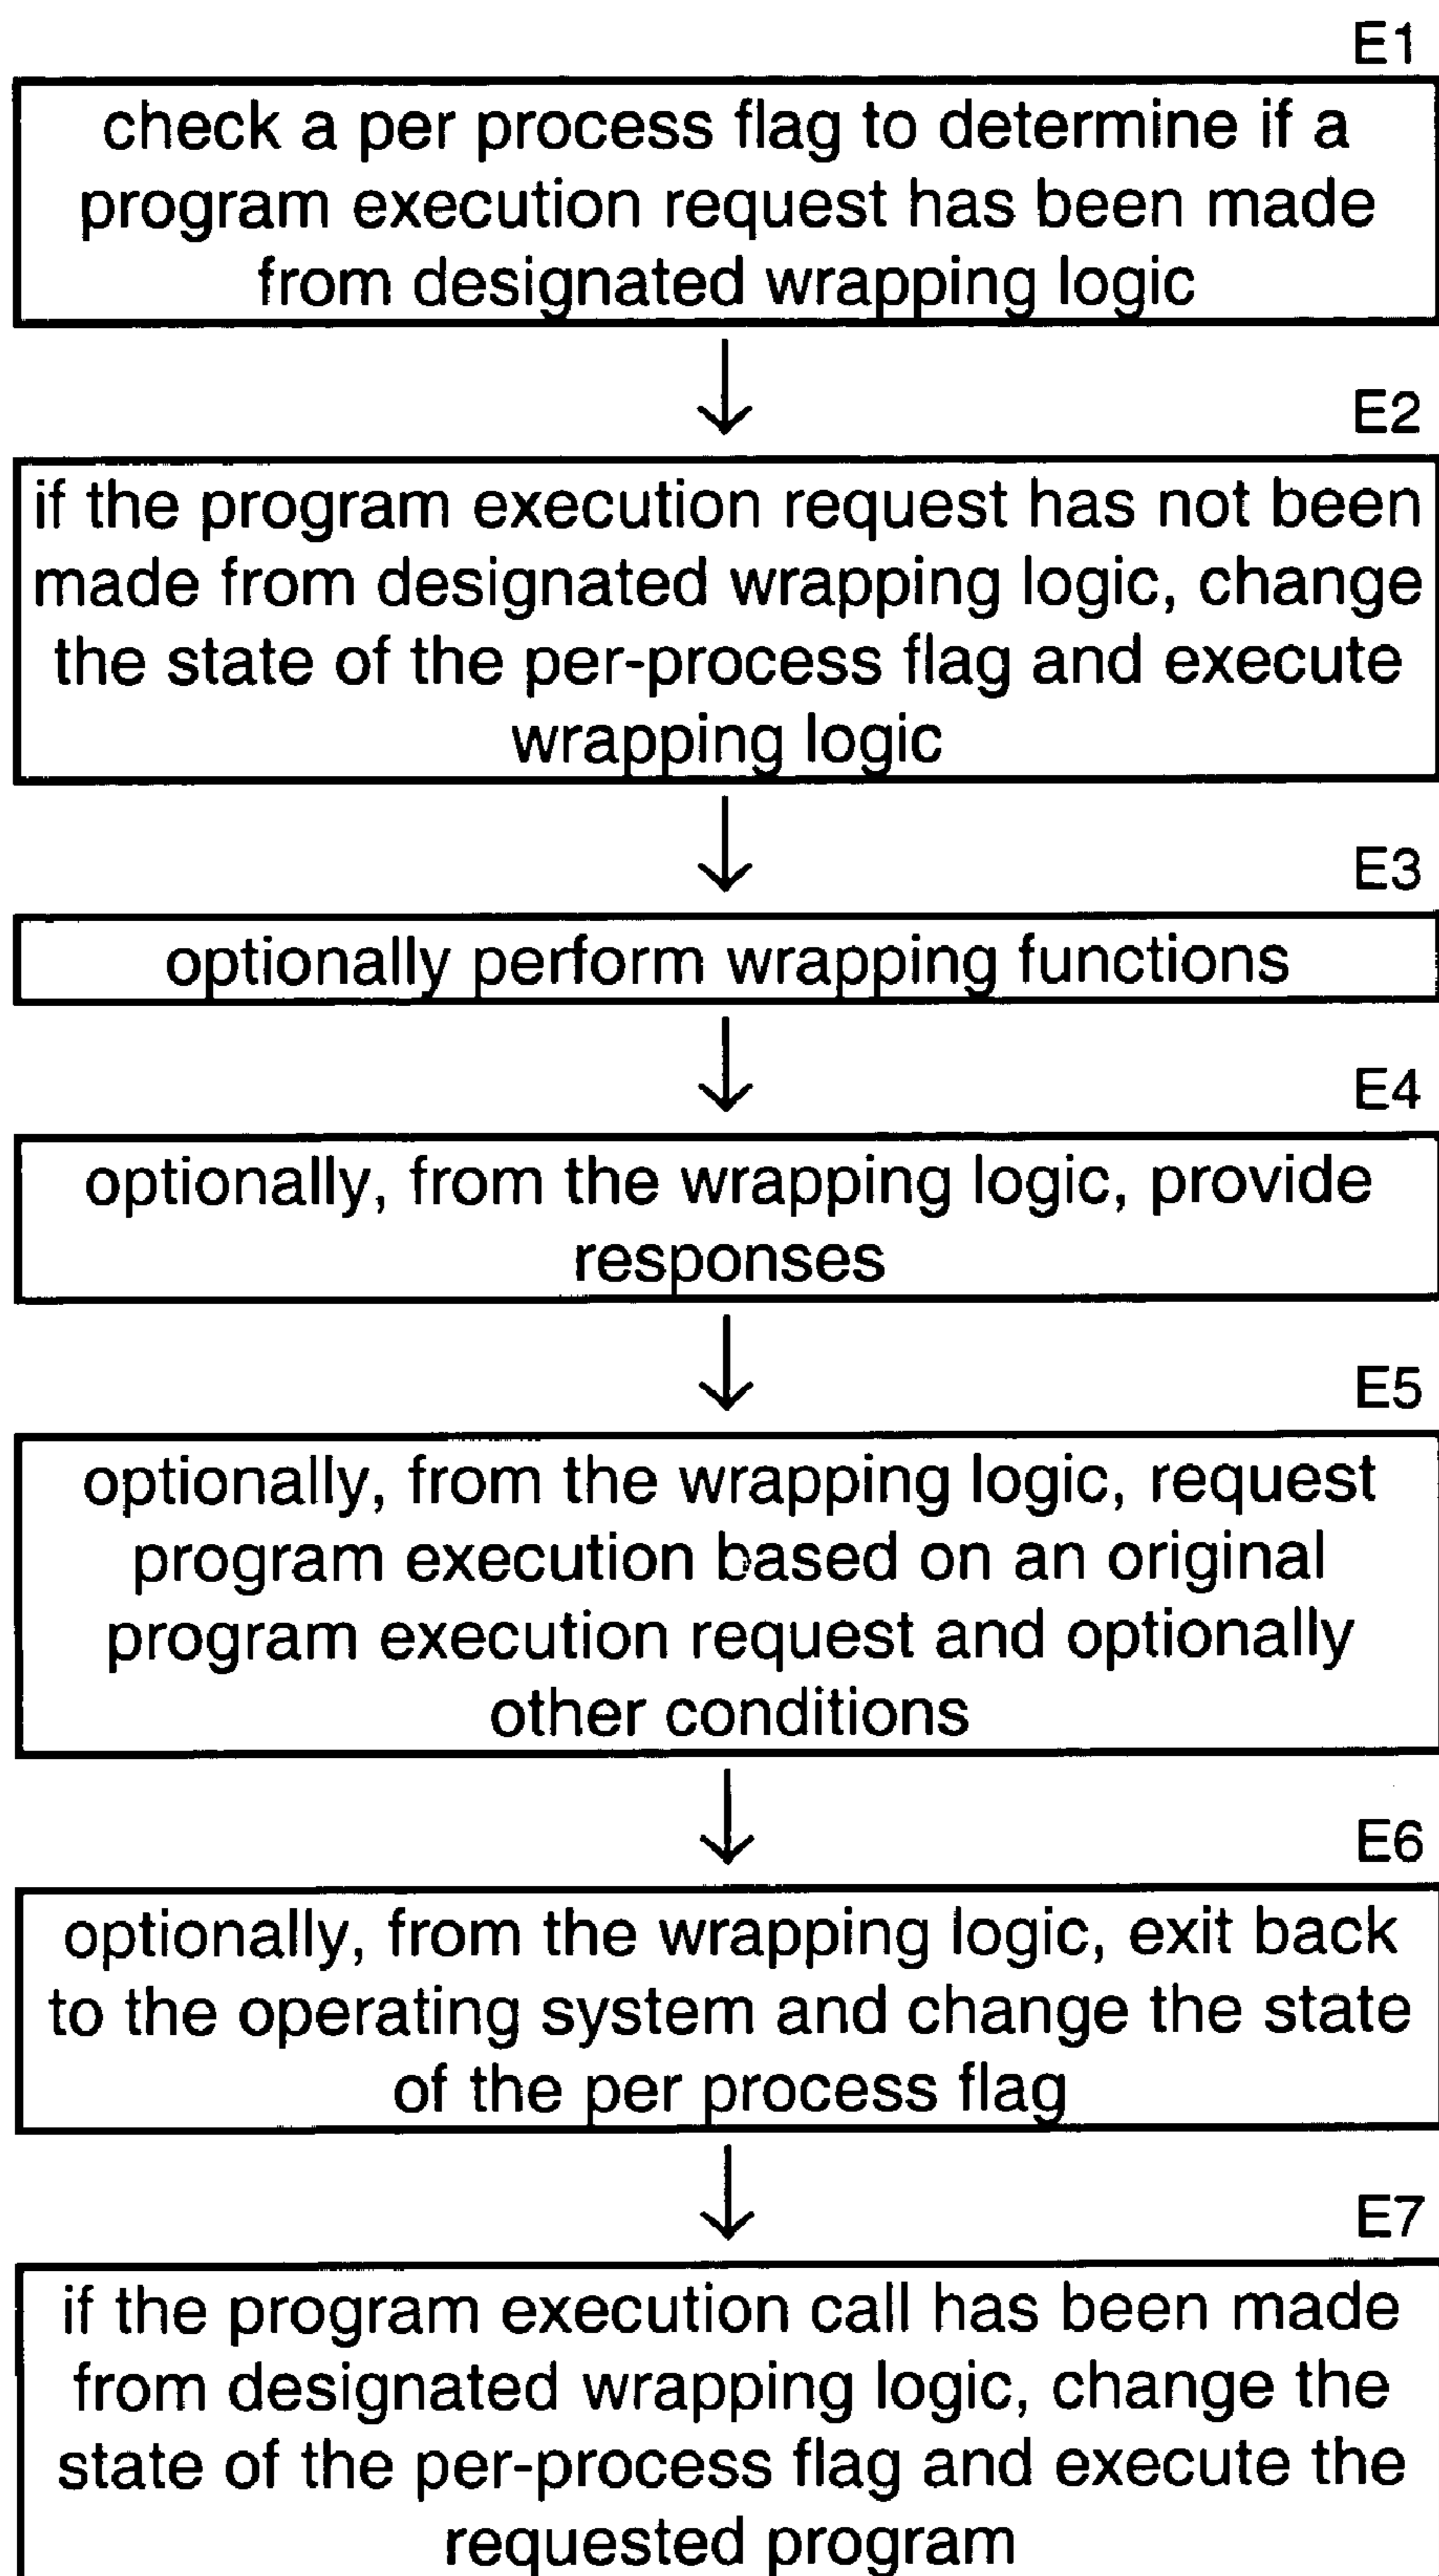 E1
check a per process flag to determine if a
program execution request has been made
from designated wrapping logic
E2
if the program execution request has not been
made from designated wrapping logic, change
the state of the per-process flag and execute
wrapping logic
E3
optionally perform wrapping functions
E4
optionally, from the wrapping logic, provide
responses
E5
optionally, from the wrapping logic, request
program execution based on an original
program execution request and optionally
other conditions
E6
optionally, from the wrapping logic, exit back
to the operating system and change the state
of the per process flag
E7
if the program execution call has been made
from designated wrapping logic, change the
state of the per-process flag and execute the
requested program